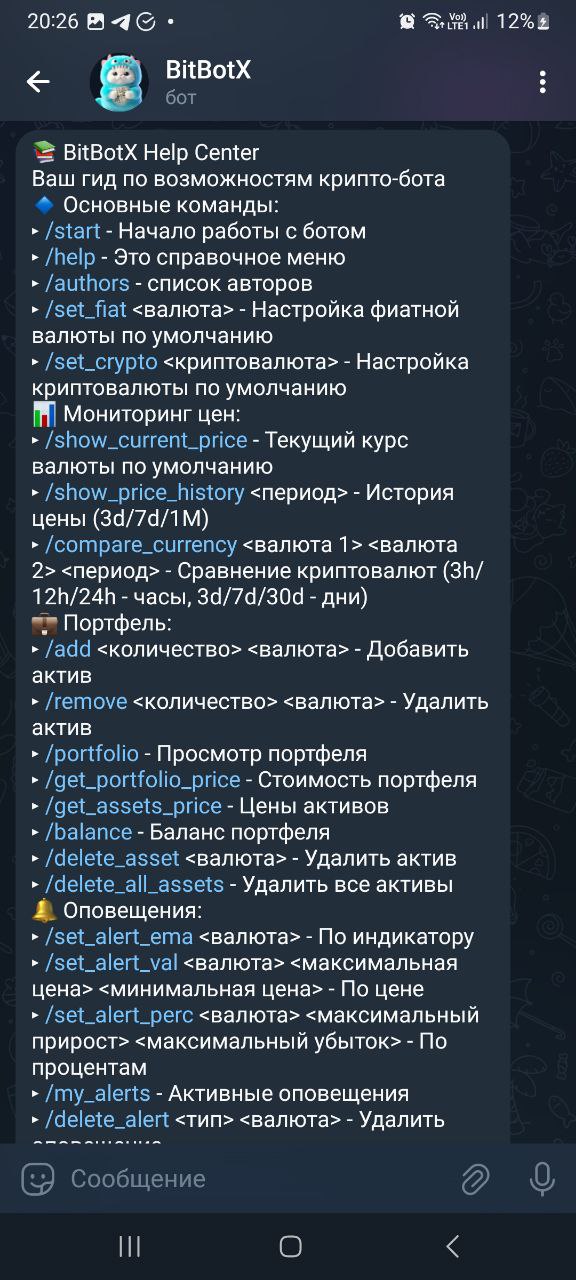 20:26
Vo))
LTE1
12%
BitBotX
бот
BitBotX Help Center
Ваш гид по возможностям крипто-бота
Основные команды:
‣ /start - Начало работы с ботом
‣ /help - Это справочное меню
‣ /authors - список авторов
‣ /set_fiat <валюта> - Настройка фиатной
валюты по умолчанию
‣ /set_crypto <криптовалюта> - Настройка
криптовалюты по умолчанию
Мониторинг цен:
‣ /show_current_price - Текущий курс
валюты по умолчанию
‣ /show_price_history <период> - История
цены (3d/7d/1M)
‣ /compare_currency <валюта 1> <валюта
2> <период> - Сравнение криптовалют (3h/
12h/24h - часы, 3d/7d/30d - дни)
Портфель:
‣ /add <количество> <валюта> - Добавить
актив
‣ /remove <количество> <валюта> - Удалить
актив
‣ /portfolio - Просмотр портфеля
‣ /get_portfolio_price - Стоимость портфеля
‣ /get_assets_price - Цены активов
‣ /balance - Баланс портфеля
‣ /delete_asset <валюта> - Удалить актив
‣ /delete_all_assets - Удалить все активы
Оповещения:
‣ /set_alert_ema <валюта> - По индикатору
‣ /set_alert_val <валюта> <максимальная
цена> <минимальная цена> - По цене
‣ /set_alert_perc <валюта> <максимальный
прирост> <максимальный убыток> - По
процентам
‣ /my_alerts - Активные оповещения
‣ /delete_alert <тип> <валюта> - Удалить
Сообщение